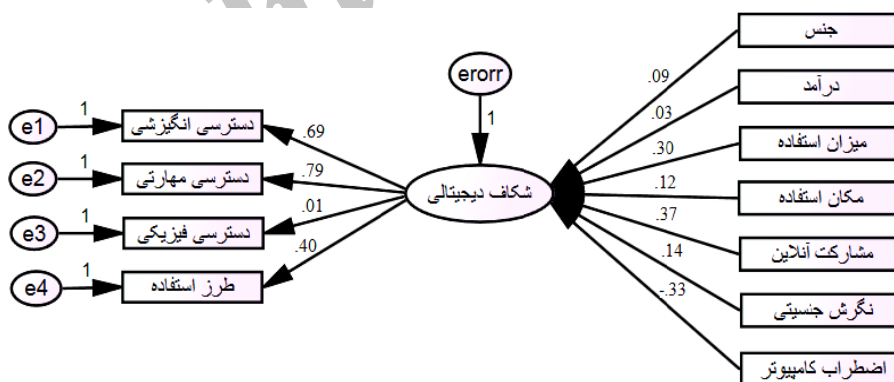 جنس
درآمد
میزان استفاده
مکان استفاده
مشارکت آنلاین
نگرش جنسیتی
اضطراب کامپیوتر
.09
.03
.30
.12
.37
.14
-.33
erorr
1
شکاف دیجیتالی
.69
.79
.01
.40
دسترسی انگیزشی
دسترسی مهارتی
دسترسی فیزیکی
طرز استفاده
1
1
1
1
e1
e2
e3
e4